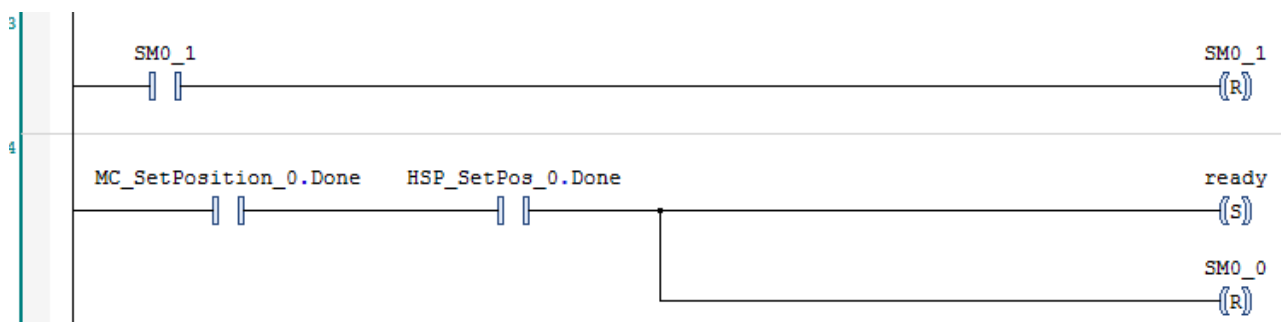 3
SM0_1 SM0_1
R
4
MC_SetPosition_0.Done HSP_SetPos_0.Done ready
S
SM0_0
R